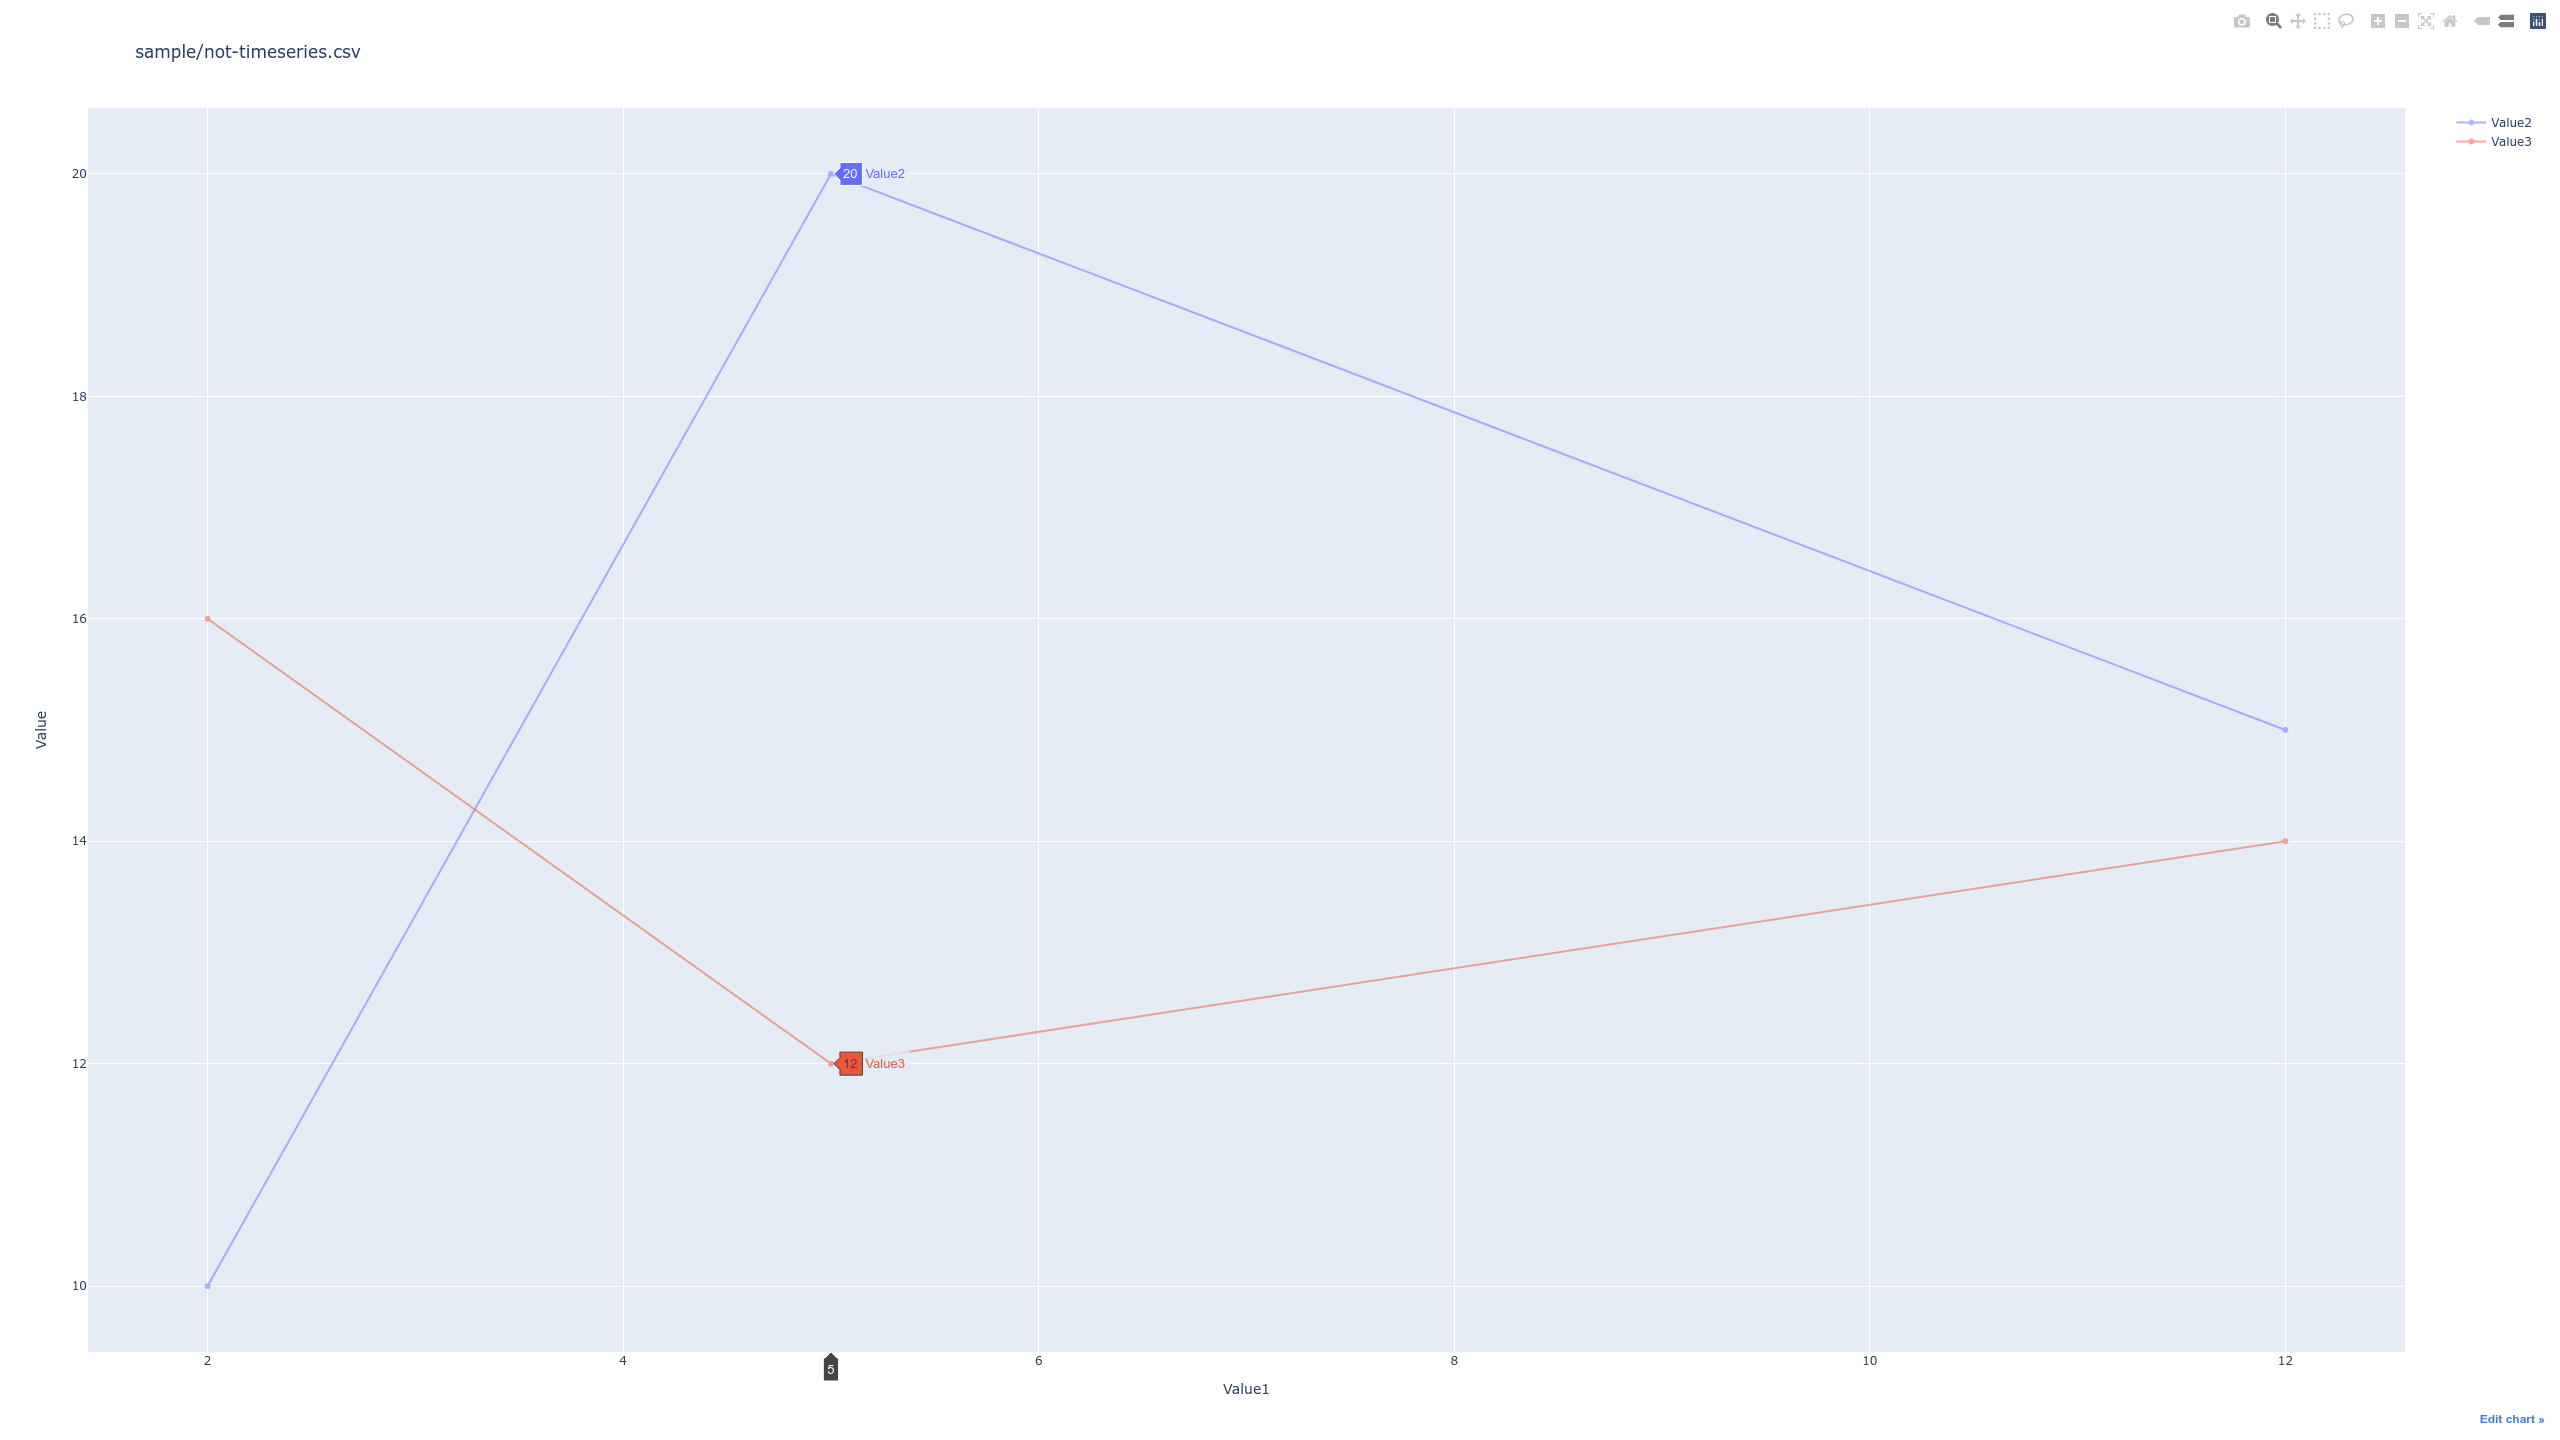 sample/not-timeseries.csv
Value2
Value3
20
20 Value2
18
16
Value
14
12
12 Value3
10
2 4 5 6 8 10 12
Value1
Edit chart »